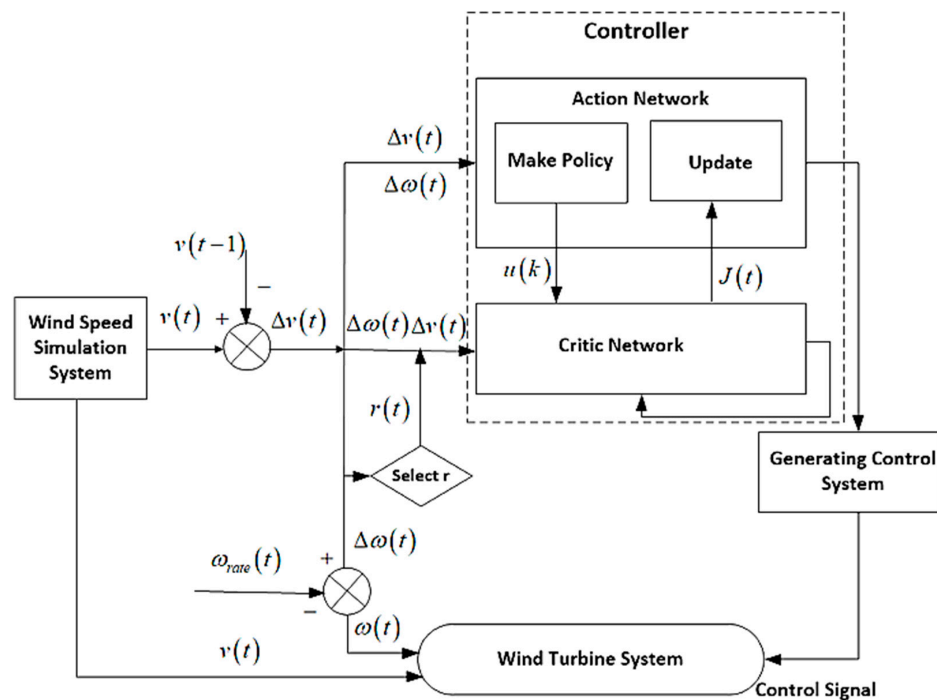 Controller
Action Network
Δv(t)
Make Policy
Update
Δω(t)
v(t−1)
u(k)
J(t)
−
Wind Speed
Simulation
System
v(t)
+
Δv(t)
Δω(t)Δv(t)
Critic Network
r(t)
Select r
Generating Control
System
Δω(t)
+
ω_rate(t)
−
ω(t)
v(t)
Wind Turbine System
Control Signal